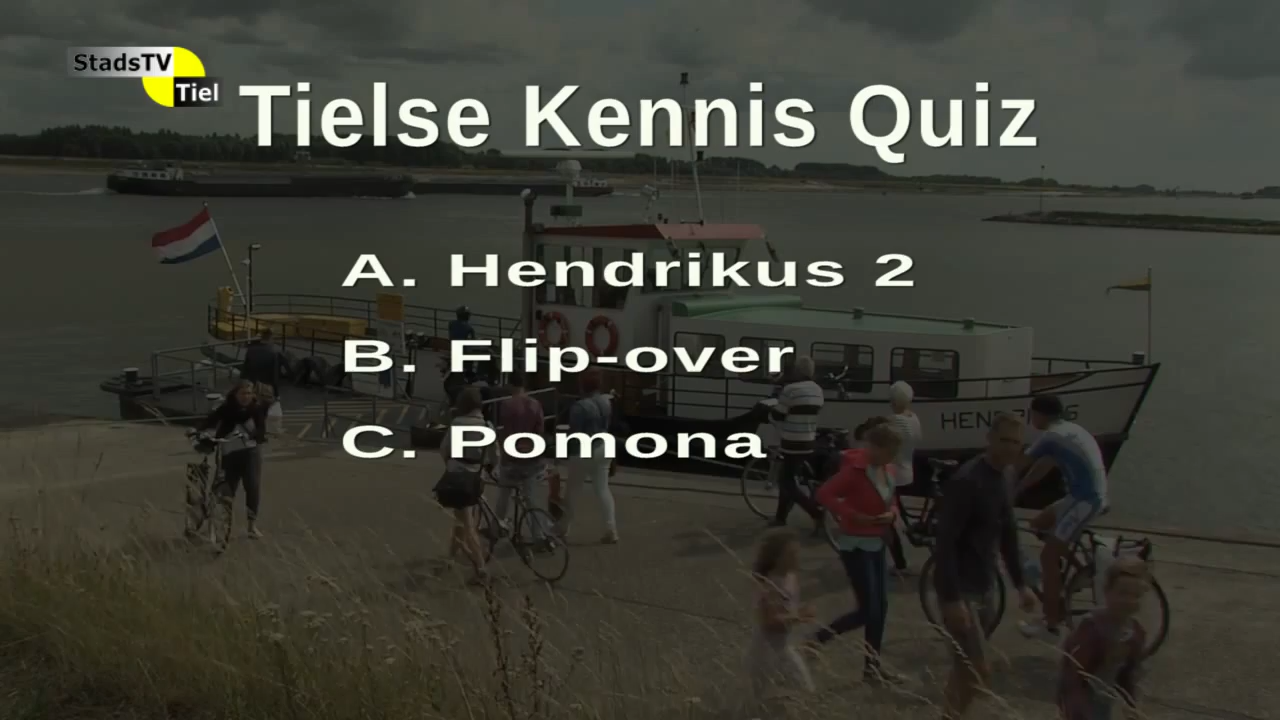 StadsTV
Tiel
Tielse Kennis Quiz
A. Hendrikus 2
B. Flip-over
C. Pomona